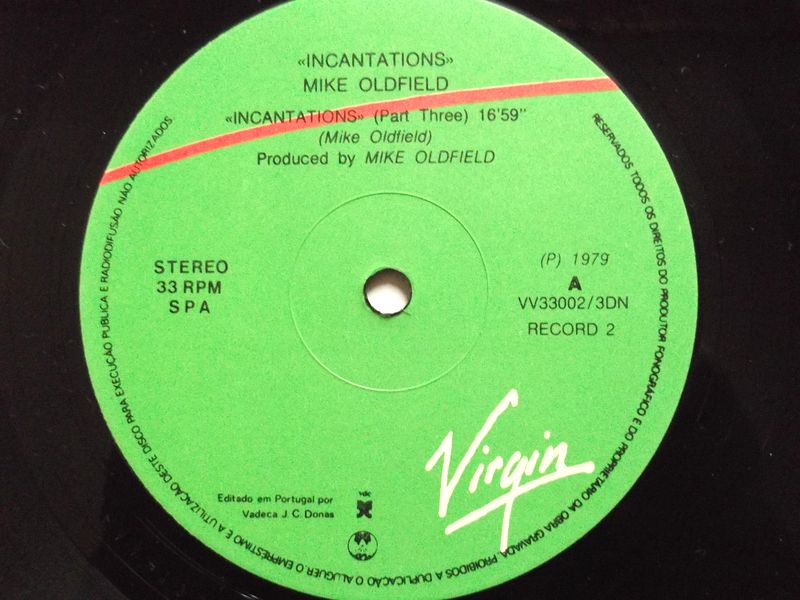 «INCANTATIONS»
MIKE OLDFIELD
«INCANTATIONS» (Part Three) 16'59"
(Mike Oldfield)
Produced by MIKE OLDFIELD
STEREO
33 RPM
SPA
(P) 1979
A
VV33002/3DN
RECORD 2
Virgin
Editado em Portugal por
Vadeca J. C. Donas
vdc
RESERVADOS TODOS OS DIREITOS DO PRODUTOR FONOGRÁFICO E DO PROPRIETÁRIO DA OBRA GRAVADA. PROIBIDOS A DUPLICAÇÃO O ALUGUER. O EMPRÉSTIMO E A UTILIZAÇÃO DESTE DISCO PARA EXECUÇÃO PUBLICA E RADIODIFUSÃO NÃO AUTORIZADOS